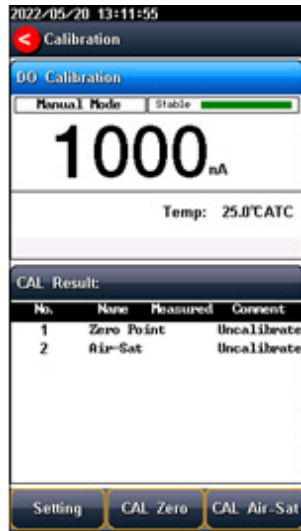 2022/05/20 13:11:55
< Calibration
DO Calibration
Manual Mode Stable
1000 nA
Temp: 25.0℃ ATC
CAL Result:
No. Name Measured Comment
1 Zero Point Uncalibrate
2 Air-Sat Uncalibrate
Setting CAL Zero CAL Air-Sat